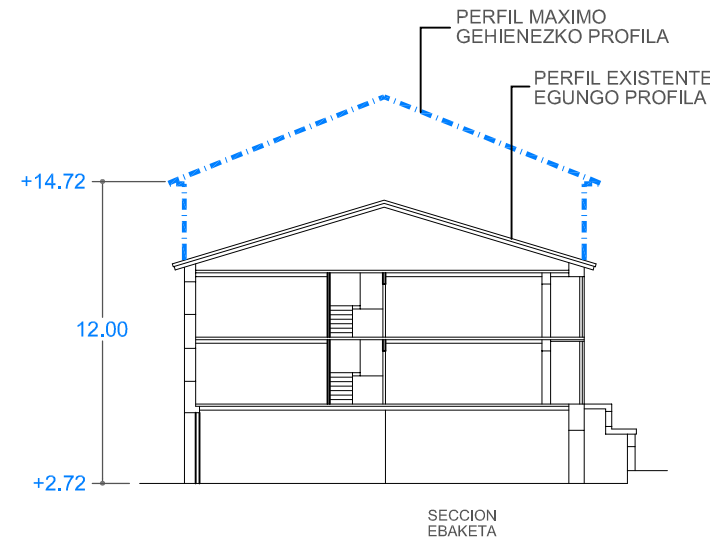 PERFIL MAXIMO
GEHIENEZKO PROFILA
PERFIL EXISTENTE
EGUNGO PROFILA
+14.72
12.00
+2.72
SECCION
EBAKETA